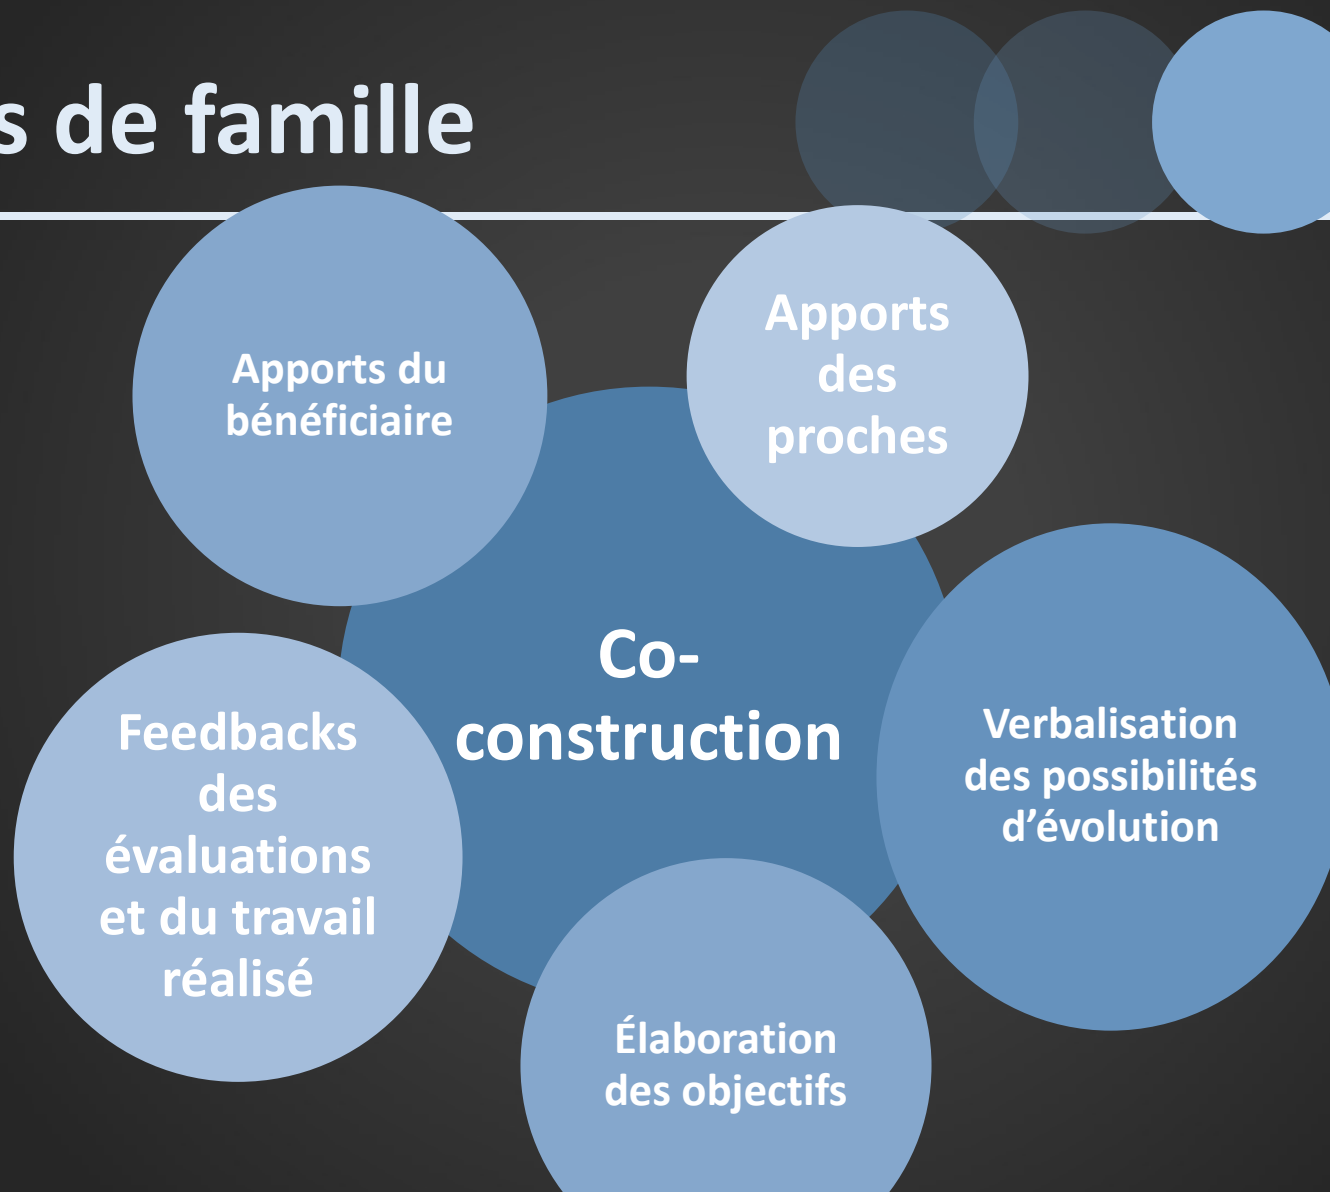 s de famille
Apports du
bénéficiaire
Apports
des
proches
Co-
construction
Verbalisation
des possibilités
d’évolution
Feedbacks
des
évaluations
et du travail
réalisé
Élaboration
des objectifs